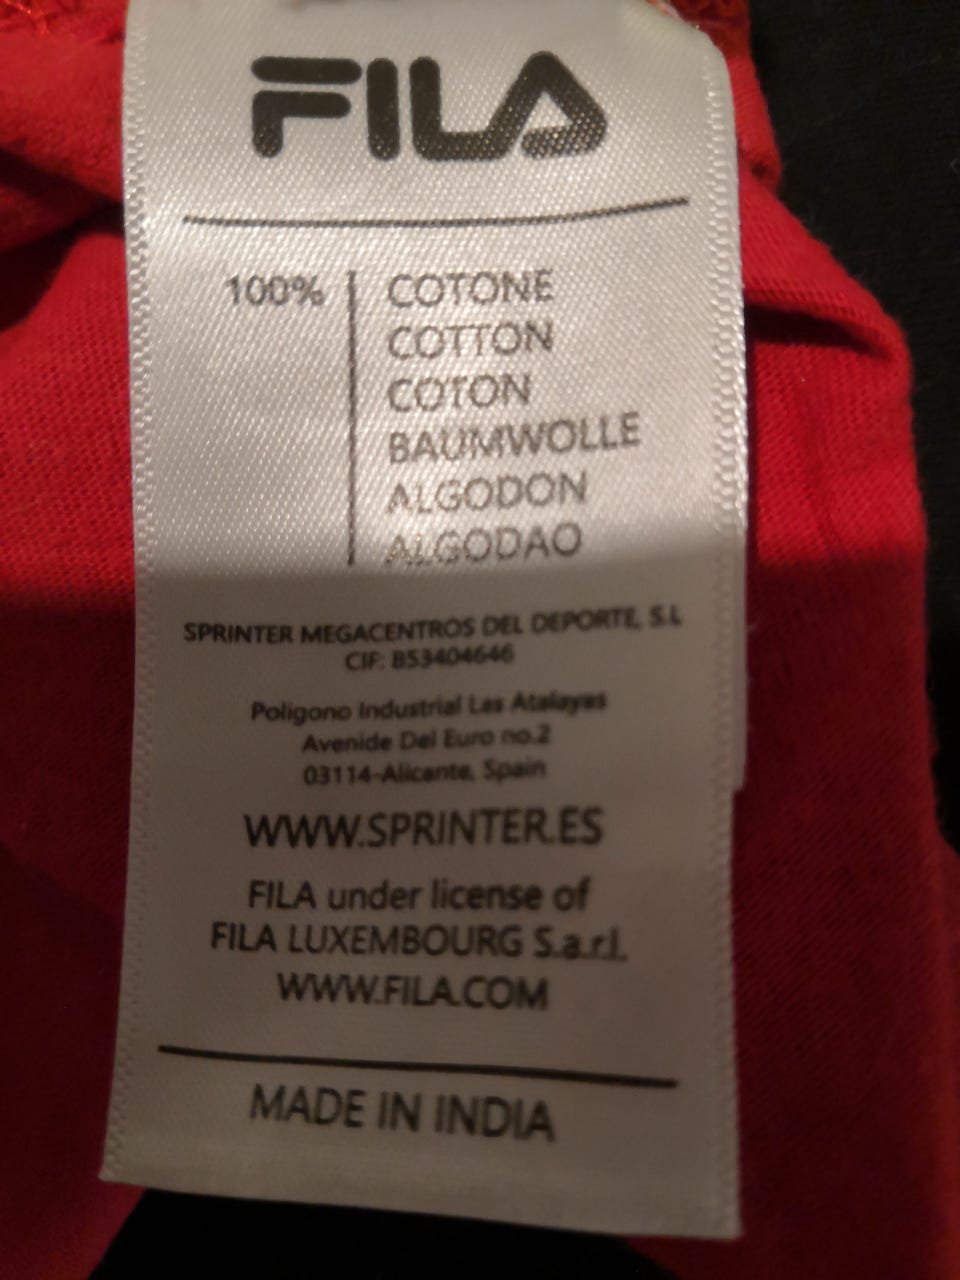 FILA
100% COTONE
COTTON
COTON
BAUMWOLLE
ALGODON
ALGODAO
SPRINTER MEGACENTROS DEL DEPORTE, S.L
CIF: B53404646
Poligono Industrial Las Atalayas
Avenide Del Euro no.2
03114-Alicante, Spain
WWW.SPRINTER.ES
FILA under license of
FILA LUXEMBOURG S.a.r.l.
WWW.FILA.COM
MADE IN INDIA